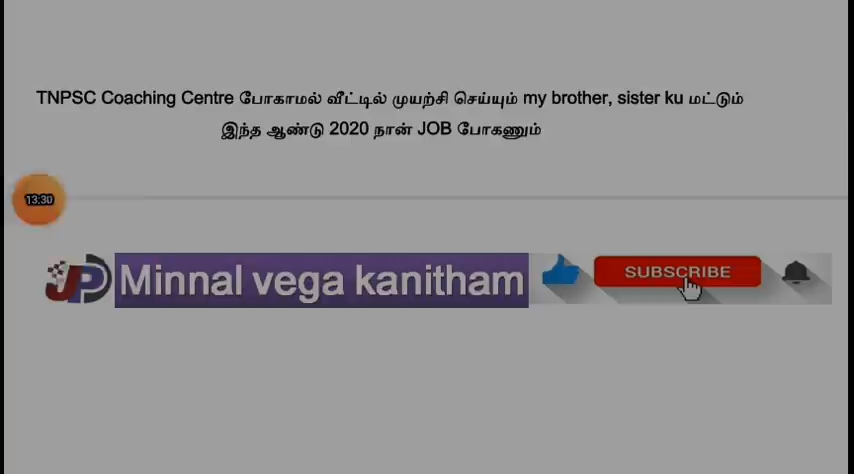 TNPSC Coaching Centre போகாமல் வீட்டில் முயற்சி செய்யும் my brother, sister ku மட்டும்
இந்த ஆண்டு 2020 நான் JOB போகணும்
13:30
JP Minnal vega kanitham SUBSCRIBE